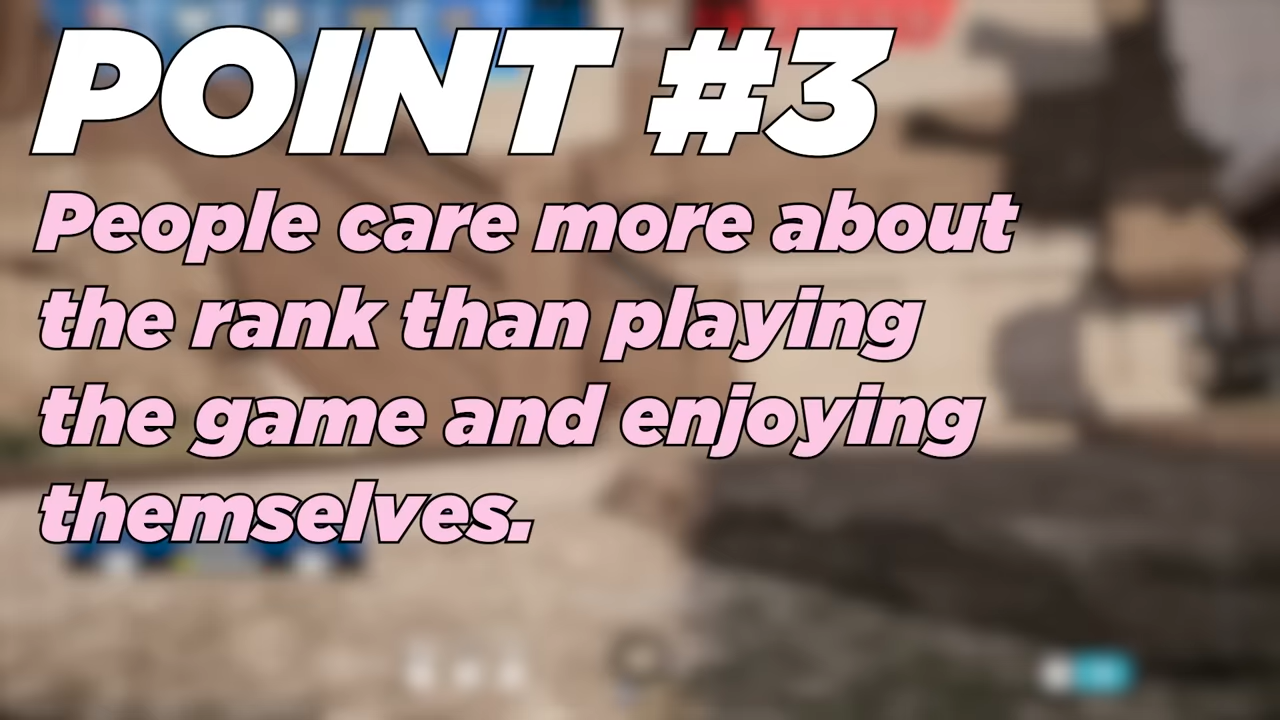 POINT #3
People care more about
the rank than playing
the game and enjoying
themselves.